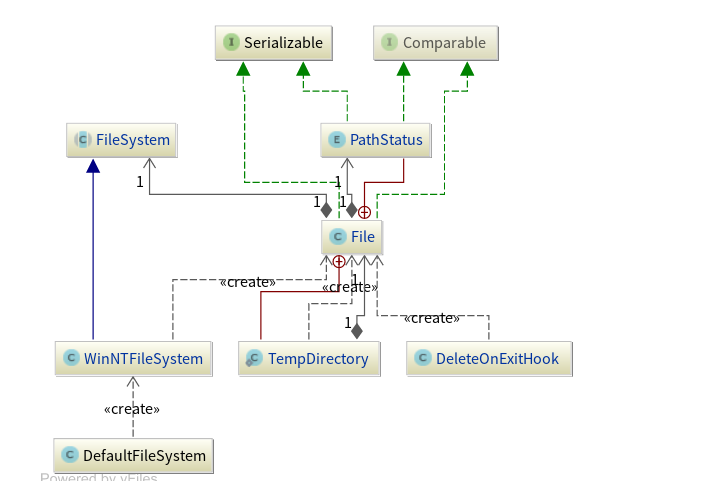 I Serializable
I Comparable
C FileSystem
E PathStatus
1
1
1
1
C File
«create»
1
«create»
1
«create»
C WinNTFileSystem
C TempDirectory
C DeleteOnExitHook
«create»
C DefaultFileSystem
Powered by yFiles